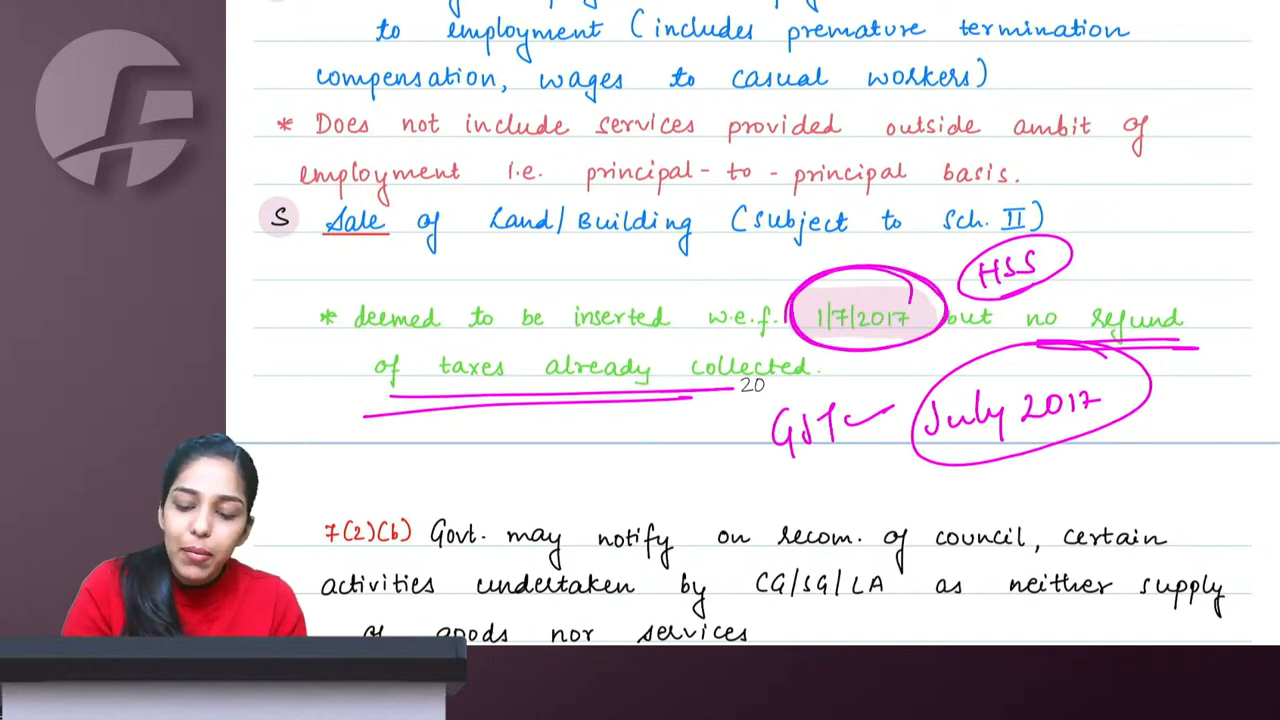 to employment (includes premature termination
compensation, wages to casual workers)
* Does not include services provided outside ambit of
employment i.e. principal-to-principal basis.
S Sale of Land/Building (subject to Sch. II)
HSS
* deemed to be inserted w.e.f. 1/7/2017 but no refund
of taxes already collected.
20
GST July 2017
7(2)(b) Govt. may notify on recom. of council, certain
activities undertaken by CG/SG/LA as neither supply
of goods nor services